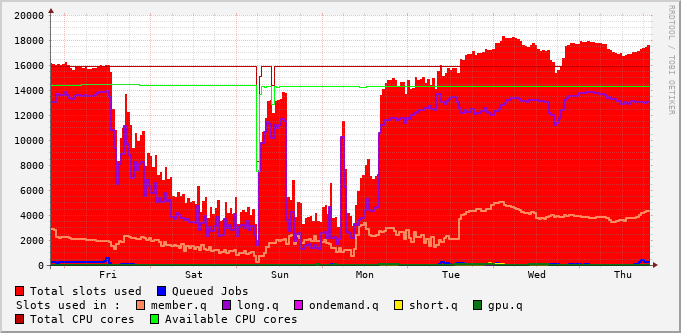 RRDTOOL / TOBI OETIKER
20000
18000
16000
14000
12000
10000
8000
6000
4000
2000
0
Fri Sat Sun Mon Tue Wed Thu
Total slots used Queued Jobs
Slots used in : member.q long.q ondemand.q short.q gpu.q
Total CPU cores Available CPU cores